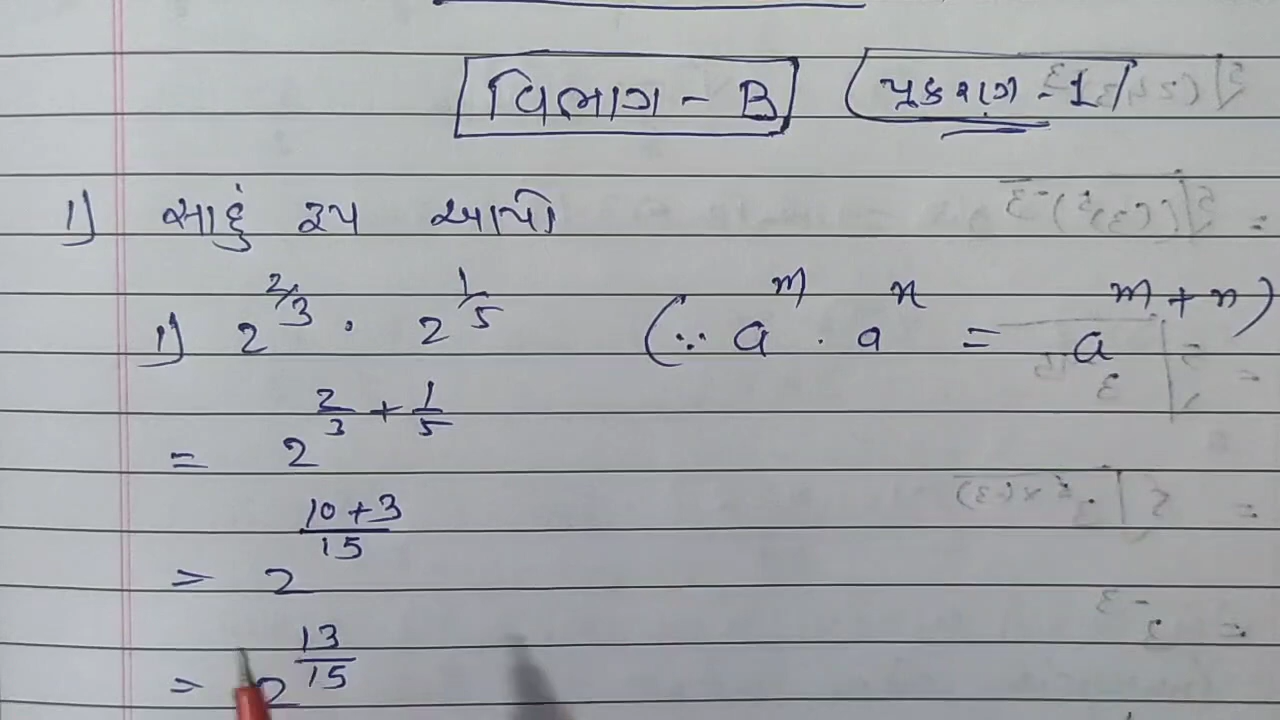 વિભાગ - B (પ્રકરણ - 1)
1) સાદું રૂપ આપો
1) 2^{2/3} · 2^{1/5} (∵ a^m · a^n = a^{m+n})
= 2^{2/3 + 1/5}
= 2^{(10+3)/15}
= 2^{13/15}